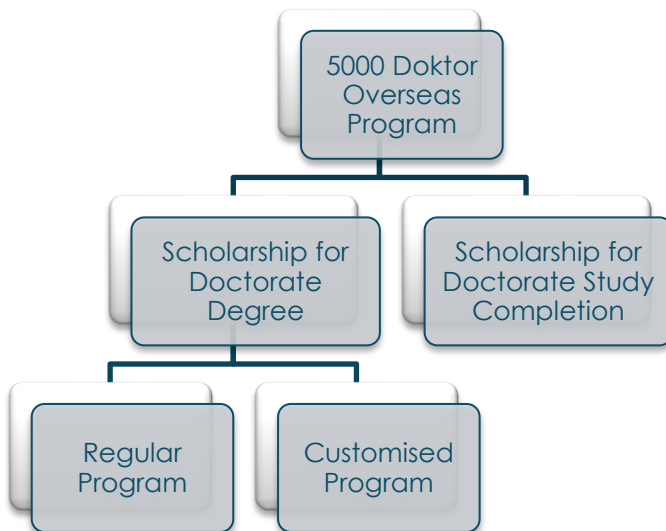 5000 Doktor
Overseas
Program
Scholarship for
Doctorate
Degree
Scholarship for
Doctorate Study
Completion
Regular
Program
Customised
Program